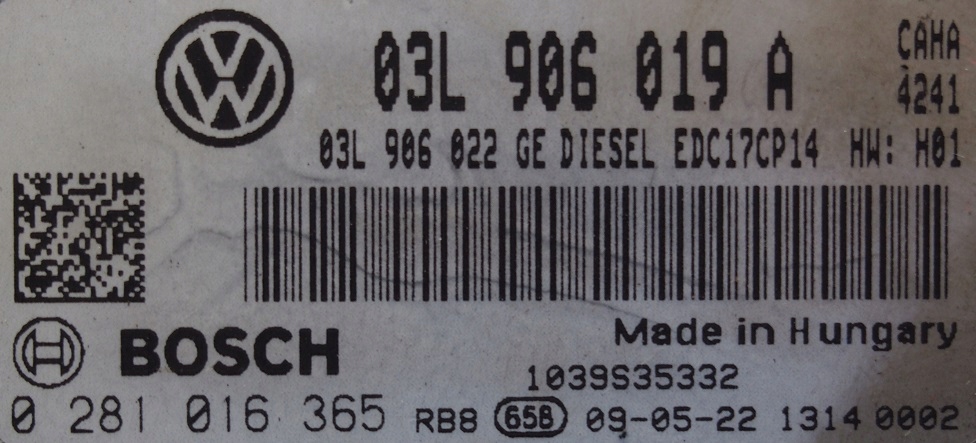 03L 906 019 A
CAHA
4241
03L 906 022 GE DIESEL EDC17CP14 HW: H01
Made in Hungary
BOSCH
1039S35332
0 281 016 365 RB8 65B 09-05-22 1314 0002